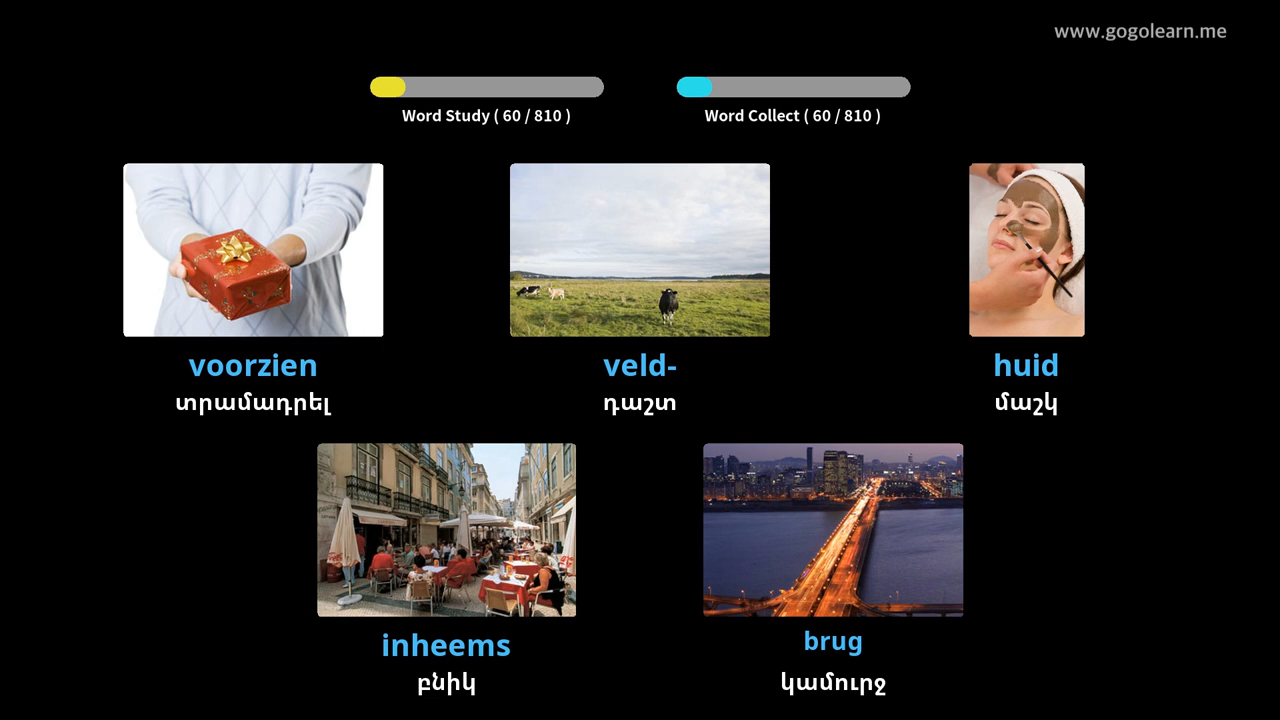 www.gogolearn.me
Word Study ( 60 / 810 )
Word Collect ( 60 / 810 )
voorzien
տրամադրել
veld-
դաշտ
huid
մաշկ
inheems
բնիկ
brug
կամուրջ